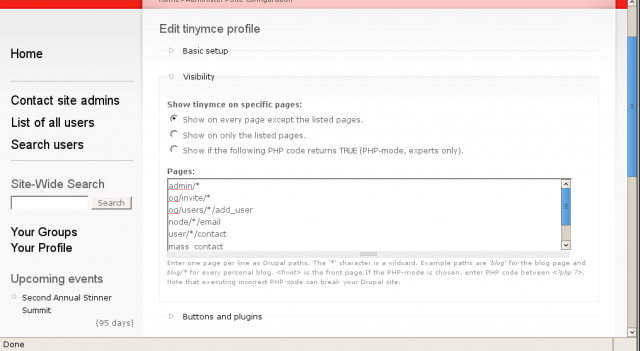 Home >Administer >Site configuration
Edit tinymce profile
Basic setup
Home
Visibility
Contact site admins
List of all users
Search users
Show tinymce on specific pages:
Show on every page except the listed pages.
Show on only the listed pages.
Show if the following PHP code returns TRUE (PHP-mode, experts only).
Site-Wide Search
Search
Your Groups
Your Profile
Upcoming events
Second Annual Stinner
Summit
(95 days)
Pages:
admin/*
og/invite/*
og/users/*/add_user
node/*/email
user/*/contact
mass_contact
Enter one page per line as Drupal paths. The '*' character is a wildcard. Example paths are 'blog' for the blog page and
blog/* for every personal blog. <front> is the front page.If the PHP-mode is chosen, enter PHP code between <?php ?>.
Note that executing incorrect PHP-code can break your Drupal site.
Buttons and plugins
Done